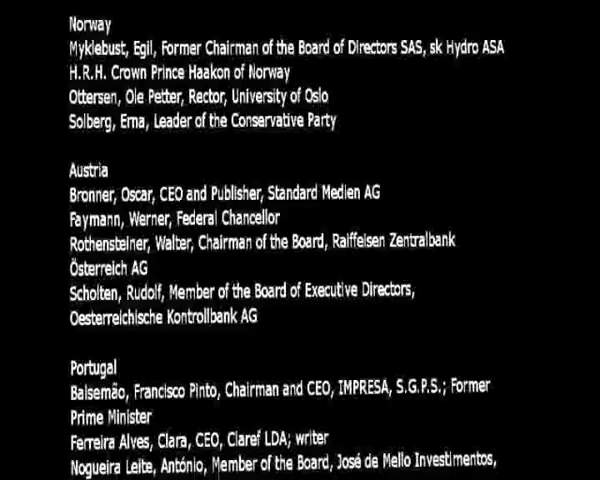 Norway
Myklebust, Egil, Former Chairman of the Board of Directors SAS, sk Hydro ASA
H.R.H. Crown Prince Haakon of Norway
Ottersen, Ole Petter, Rector, University of Oslo
Solberg, Erna, Leader of the Conservative Party
Austria
Bronner, Oscar, CEO and Publisher, Standard Medien AG
Faymann, Werner, Federal Chancellor
Rothensteiner, Walter, Chairman of the Board, Raiffeisen Zentralbank
Österreich AG
Scholten, Rudolf, Member of the Board of Executive Directors,
Oesterreichische Kontrollbank AG
Portugal
Balsemão, Francisco Pinto, Chairman and CEO, IMPRESA, S.G.P.S.; Former
Prime Minister
Ferreira Alves, Clara, CEO, Claref LDA; writer
Nogueira Leite, António, Member of the Board, José de Mello Investimentos,